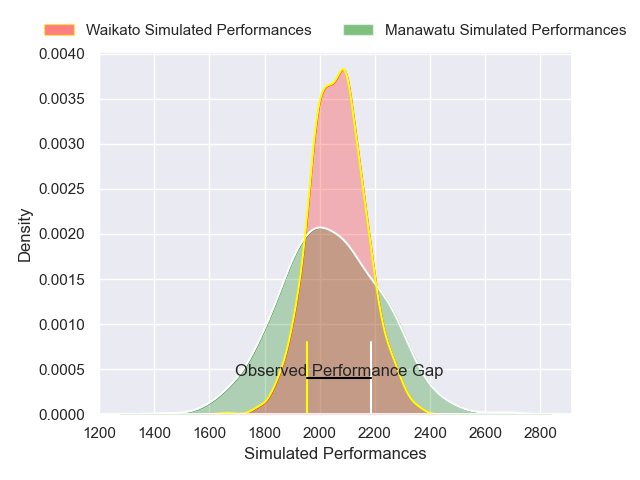 Waikato Simulated Performances
Manawatu Simulated Performances
0.0040
0.0035
0.0030
0.0025
0.0020
0.0015
0.0010
0.0005
0.0000
Density
Observed Performance Gap
1200 1400 1600 1800 2000 2200 2400 2600 2800
Simulated Performances